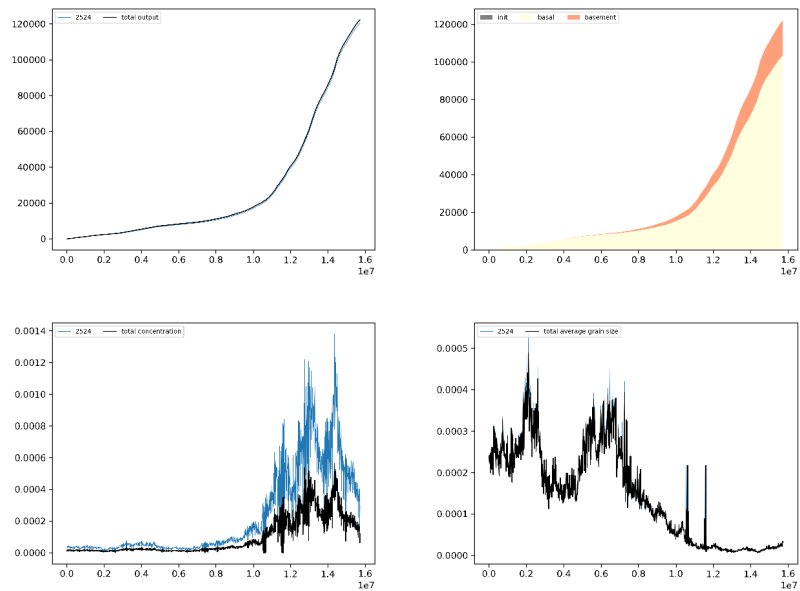 2524 total output
120000
100000
80000
60000
40000
20000
0
0.0 0.2 0.4 0.6 0.8 1.0 1.2 1.4 1.6
1e7
init basal basement
120000
100000
80000
60000
40000
20000
0
0.0 0.2 0.4 0.6 0.8 1.0 1.2 1.4 1.6
1e7
2524 total concentration
0.0014
0.0012
0.0010
0.0008
0.0006
0.0004
0.0002
0.0000
0.0 0.2 0.4 0.6 0.8 1.0 1.2 1.4 1.6
1e7
2524 total average grain size
0.0005
0.0004
0.0003
0.0002
0.0001
0.0000
0.0 0.2 0.4 0.6 0.8 1.0 1.2 1.4 1.6
1e7